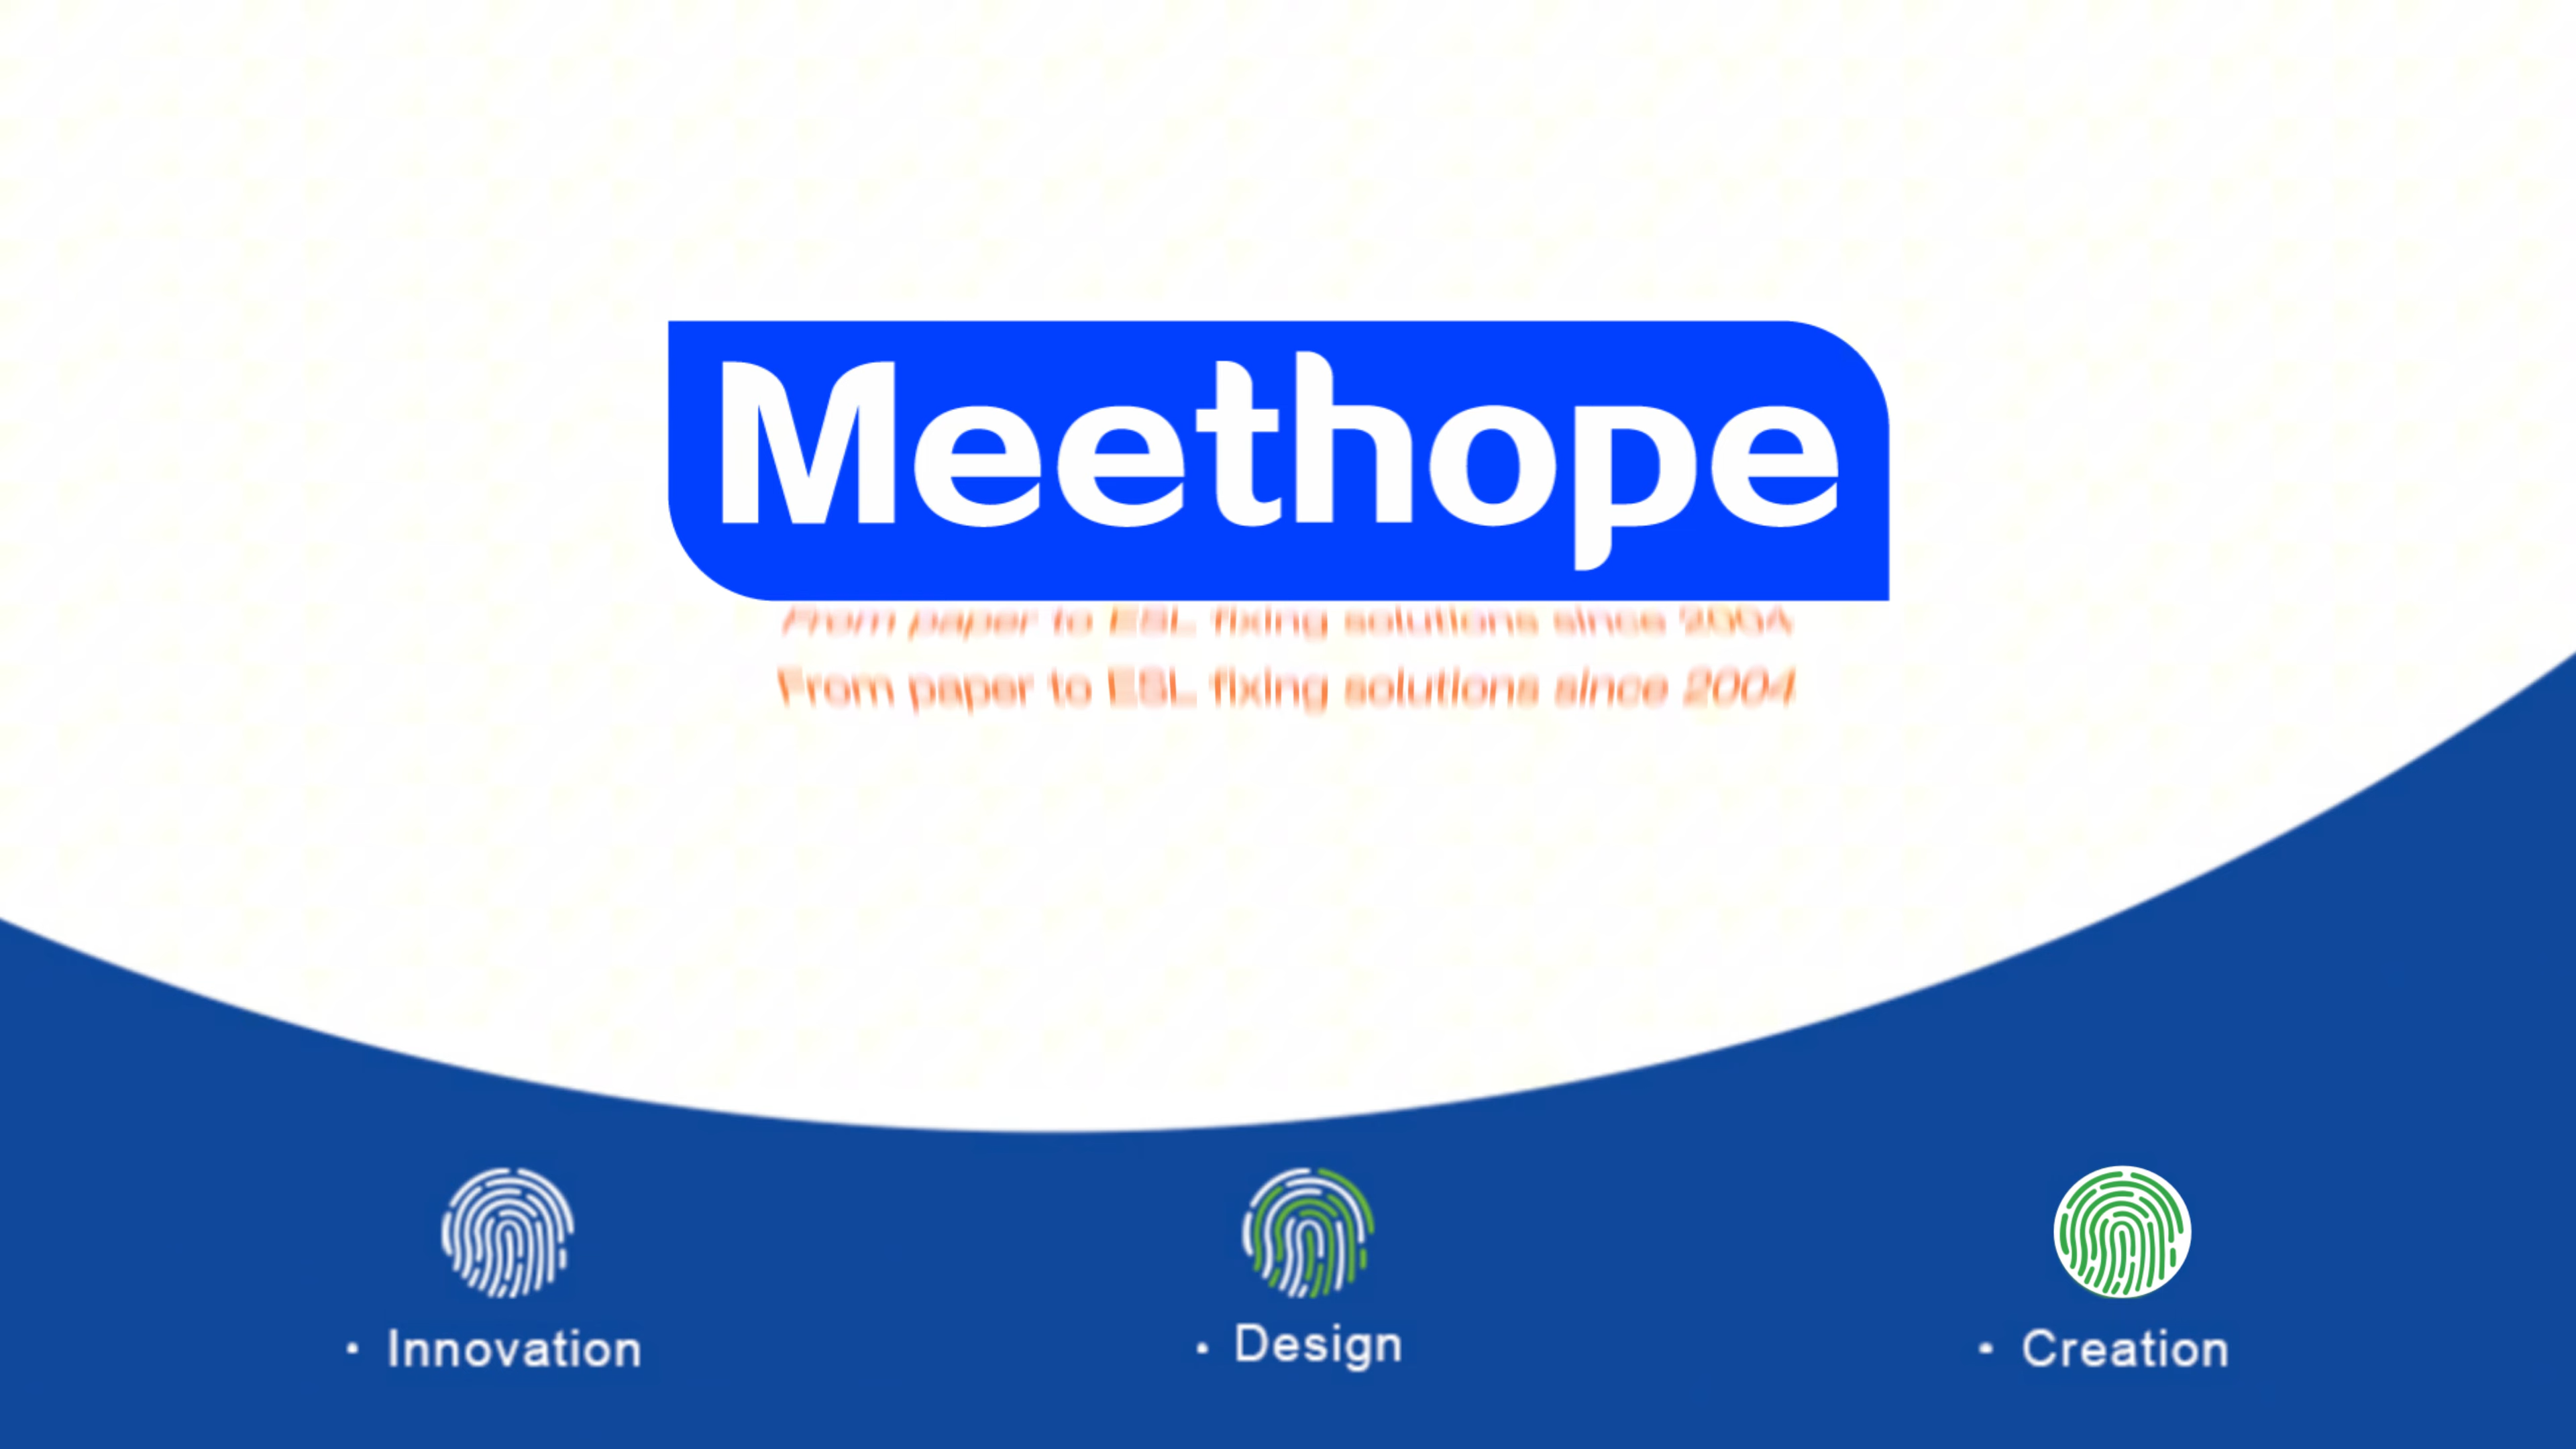 Meethope
From paper to ESL fixing solutions since 2004
From paper to ESL fixing solutions since 2004
· Innovation
· Design
· Creation